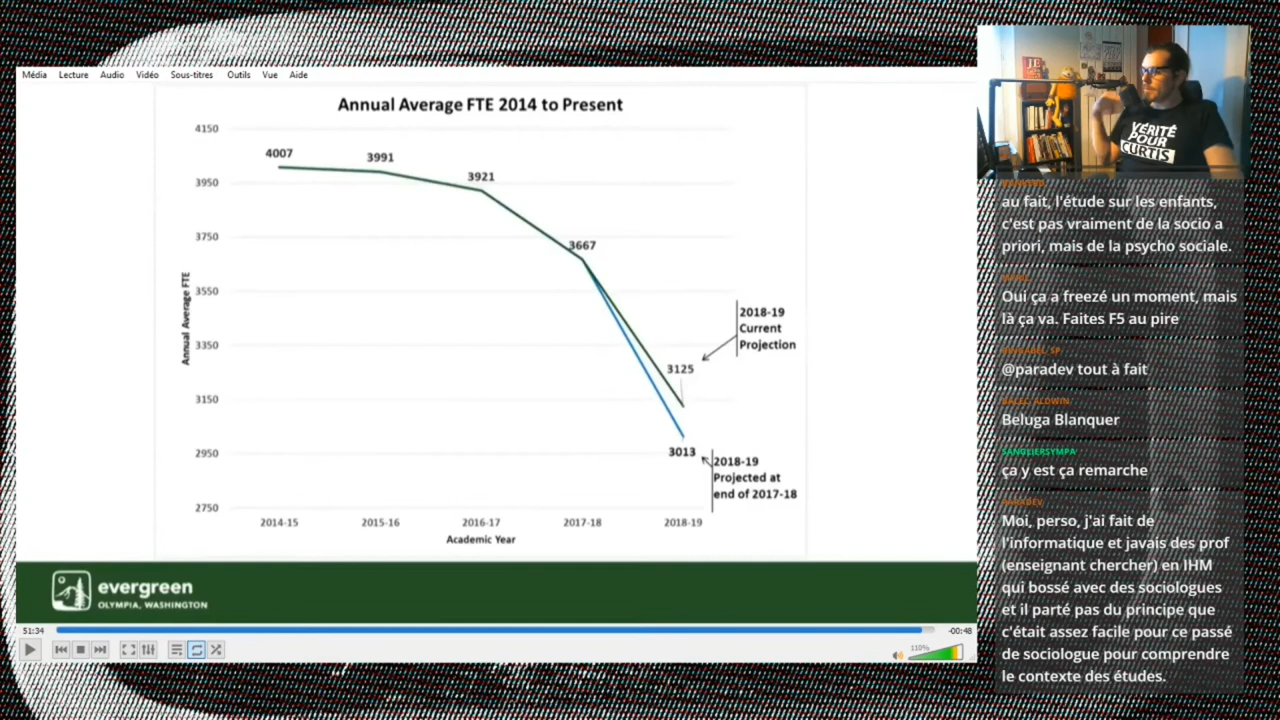 Média Lecture Audio Vidéo Sous-titres Outils Vue Aide
Annual Average FTE 2014 to Present
4150
3950
3750
3550
3350
3150
2950
2750
Annual Average FTE
4007
3991
3921
3667
2018-19
Current
Projection
3125
3013
2018-19
Projected at
end of 2017-18
2014-15 2015-16 2016-17 2017-18 2018-19
Academic Year
evergreen
OLYMPIA, WASHINGTON
51:34
-00:48
110%
VÉRITÉ
POUR
CURTIS
au fait, l'étude sur les enfants,
c'est pas vraiment de la socio a
priori, mais de la psycho sociale.
Oui ça a freezé un moment, mais
là ça va. Faites F5 au pire
@paradev tout à fait
Beluga Blanquer
SANGLIERSYMPA
ça y est ça remarche
PARADEV
Moi, perso, j'ai fait de
l'informatique et javais des prof
(enseignant chercher) en IHM
qui bossé avec des sociologues
et il parté pas du principe que
c'était assez facile pour ce passé
de sociologue pour comprendre
le contexte des études.